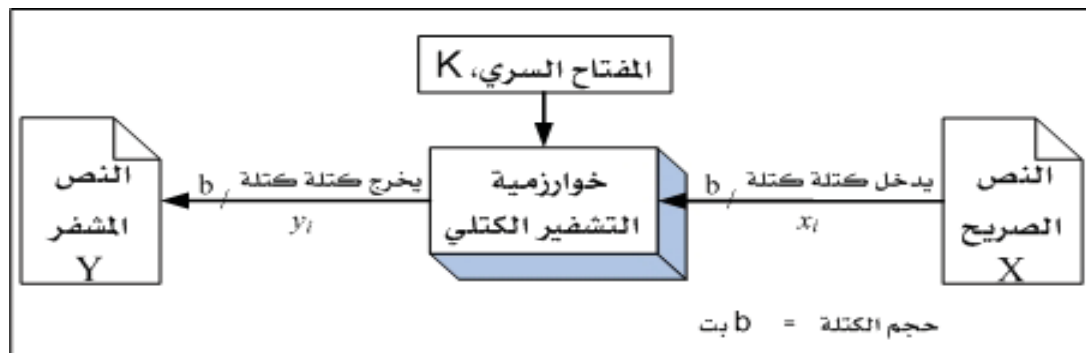 المفتاح السري، K
النص
الصريح
X
يدخل كتلة كتلة b
xi
خوارزمية
التشفير الكتلي
يخرج كتلة كتلة b
yi
النص
المشفر
Y
حجم الكتلة = b بت